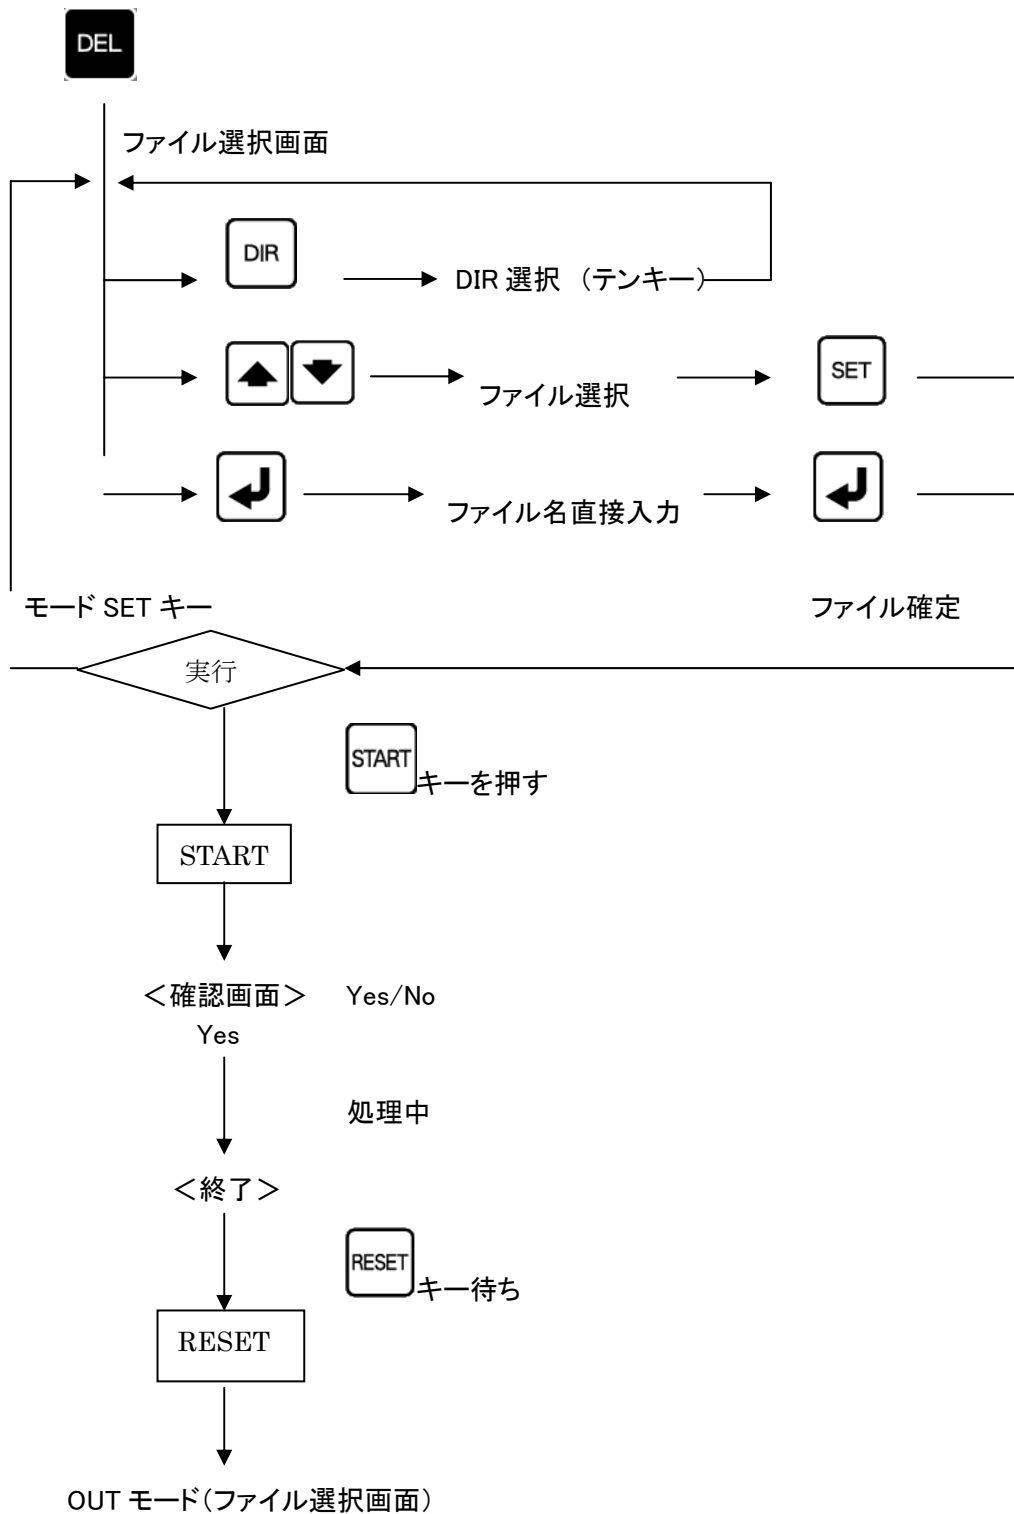 DEL
ファイル選択画面
DIR
DIR 選択 （テンキー）
ファイル選択
SET
ファイル名直接入力
モード SET キー
ファイル確定
実行
START
キーを押す
START
＜確認画面＞ Yes/No
Yes
処理中
＜終了＞
RESET
キー待ち
RESET
OUT モード（ファイル選択画面）